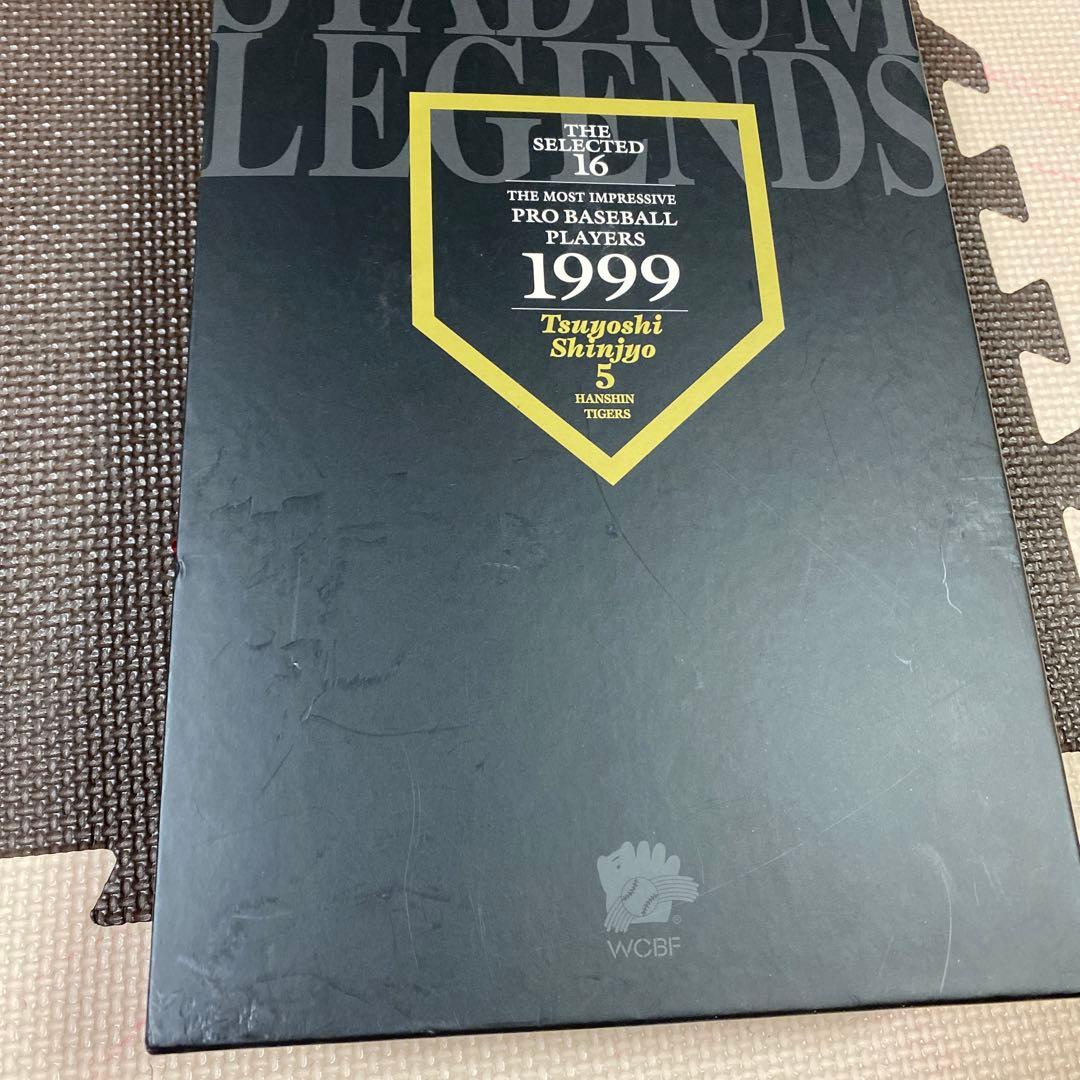 STADIUM
LEGENDS
THE
SELECTED
16
THE MOST IMPRESSIVE
PRO BASEBALL
PLAYERS
1999
Tsuyoshi
Shinjyo
5
HANSHIN
TIGERS
®
WCBF